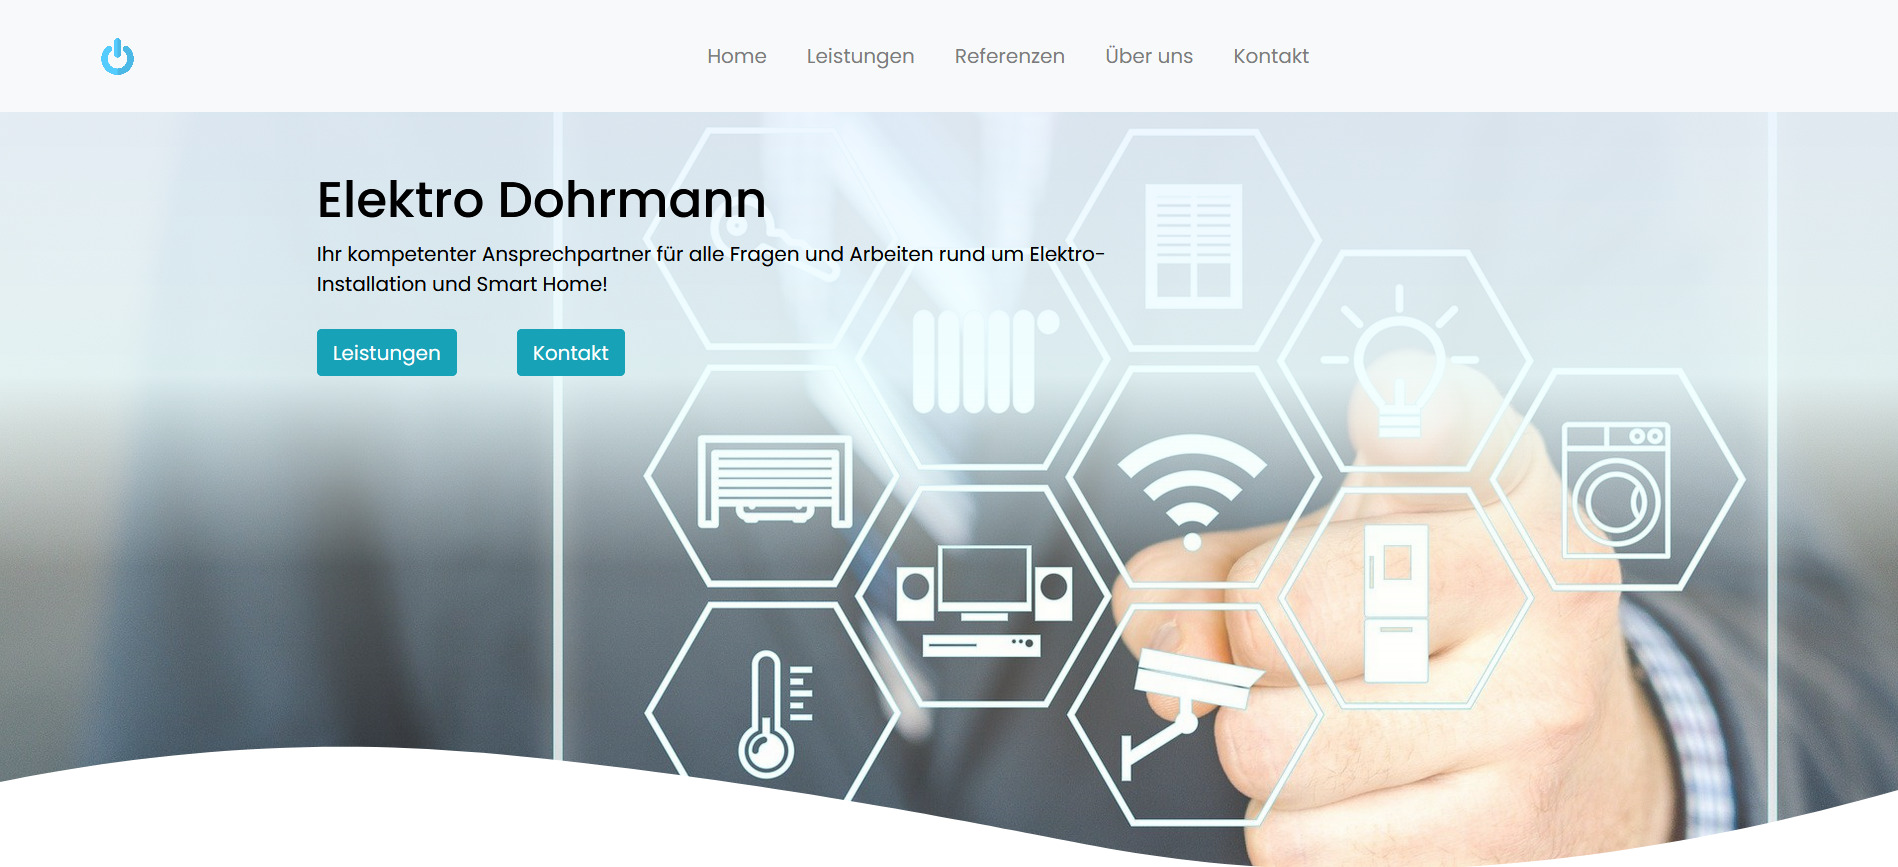 Home Leistungen Referenzen Über uns Kontakt
Elektro Dohrmann
Ihr kompetenter Ansprechpartner für alle Fragen und Arbeiten rund um Elektro-
Installation und Smart Home!
Leistungen Kontakt